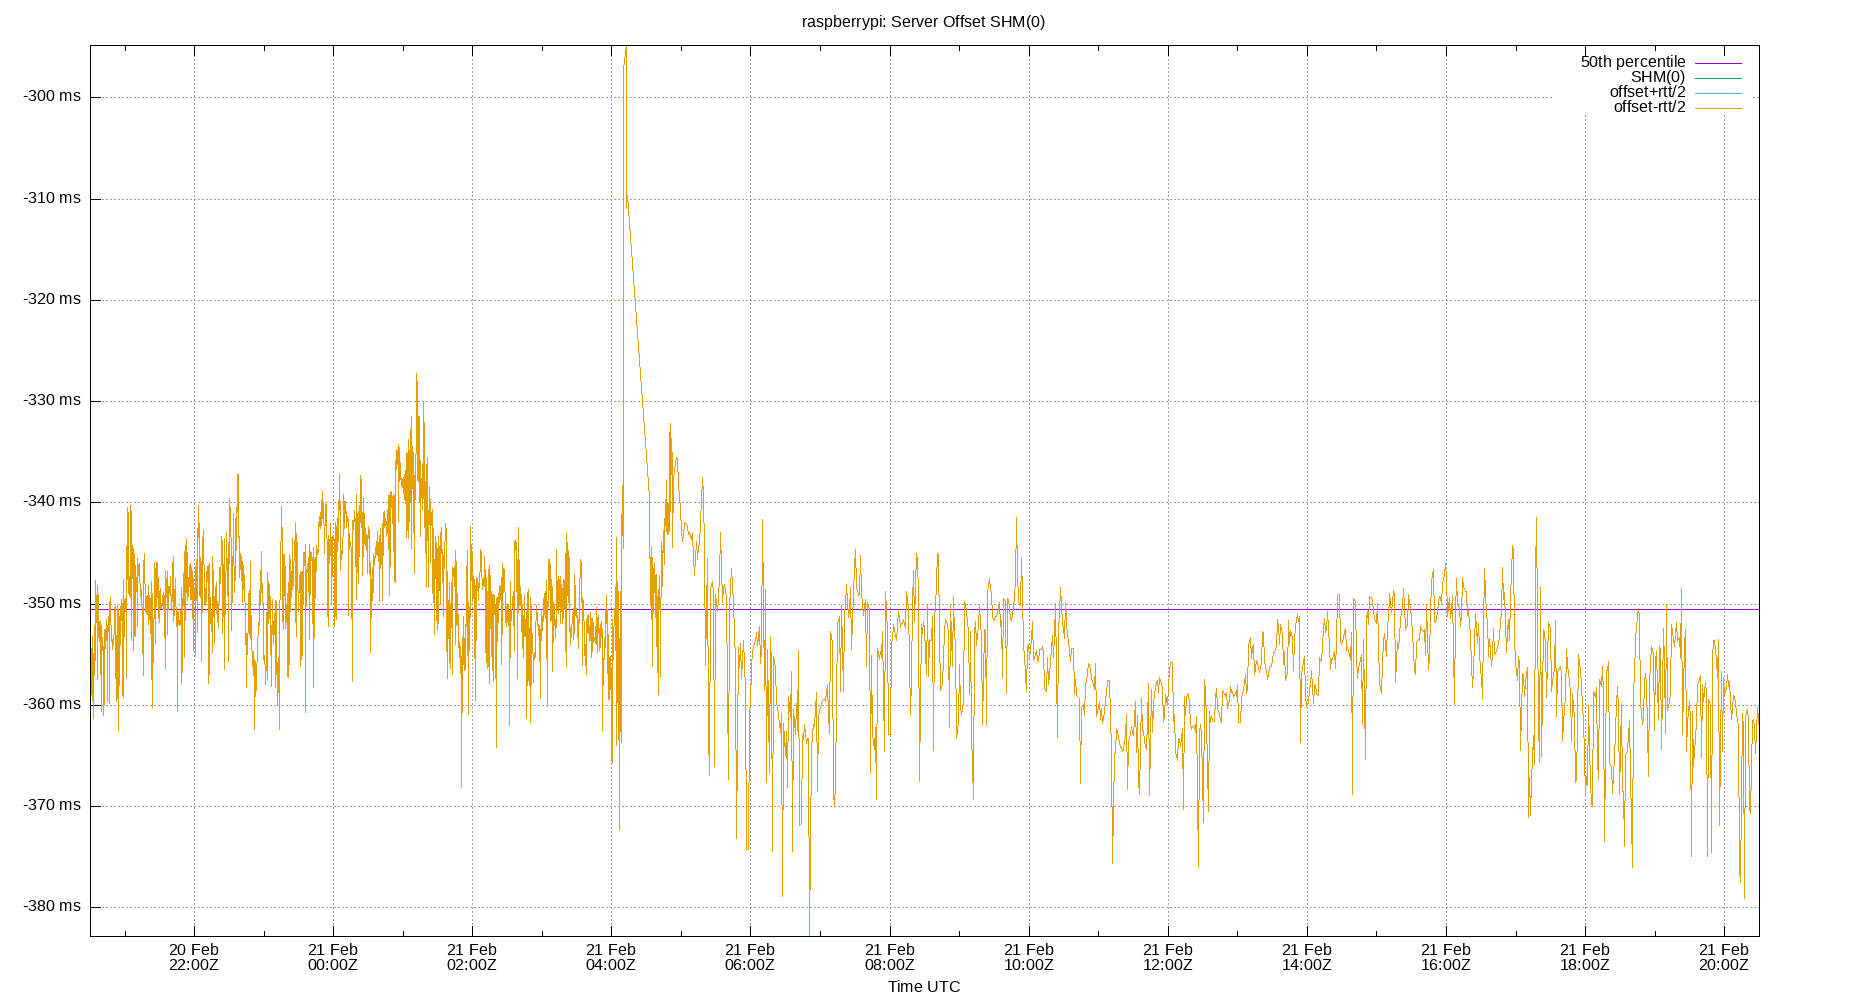 raspberrypi: Server Offset SHM(0)
50th percentile
SHM(0)
offset+rtt/2
offset-rtt/2
-300 ms
-310 ms
-320 ms
-330 ms
-340 ms
-350 ms
-360 ms
-370 ms
-380 ms
20 Feb 21 Feb 21 Feb 21 Feb 21 Feb 21 Feb 21 Feb 21 Feb 21 Feb 21 Feb 21 Feb 21 Feb
22:00Z 00:00Z 02:00Z 04:00Z 06:00Z 08:00Z 10:00Z 12:00Z 14:00Z 16:00Z 18:00Z 20:00Z
Time UTC